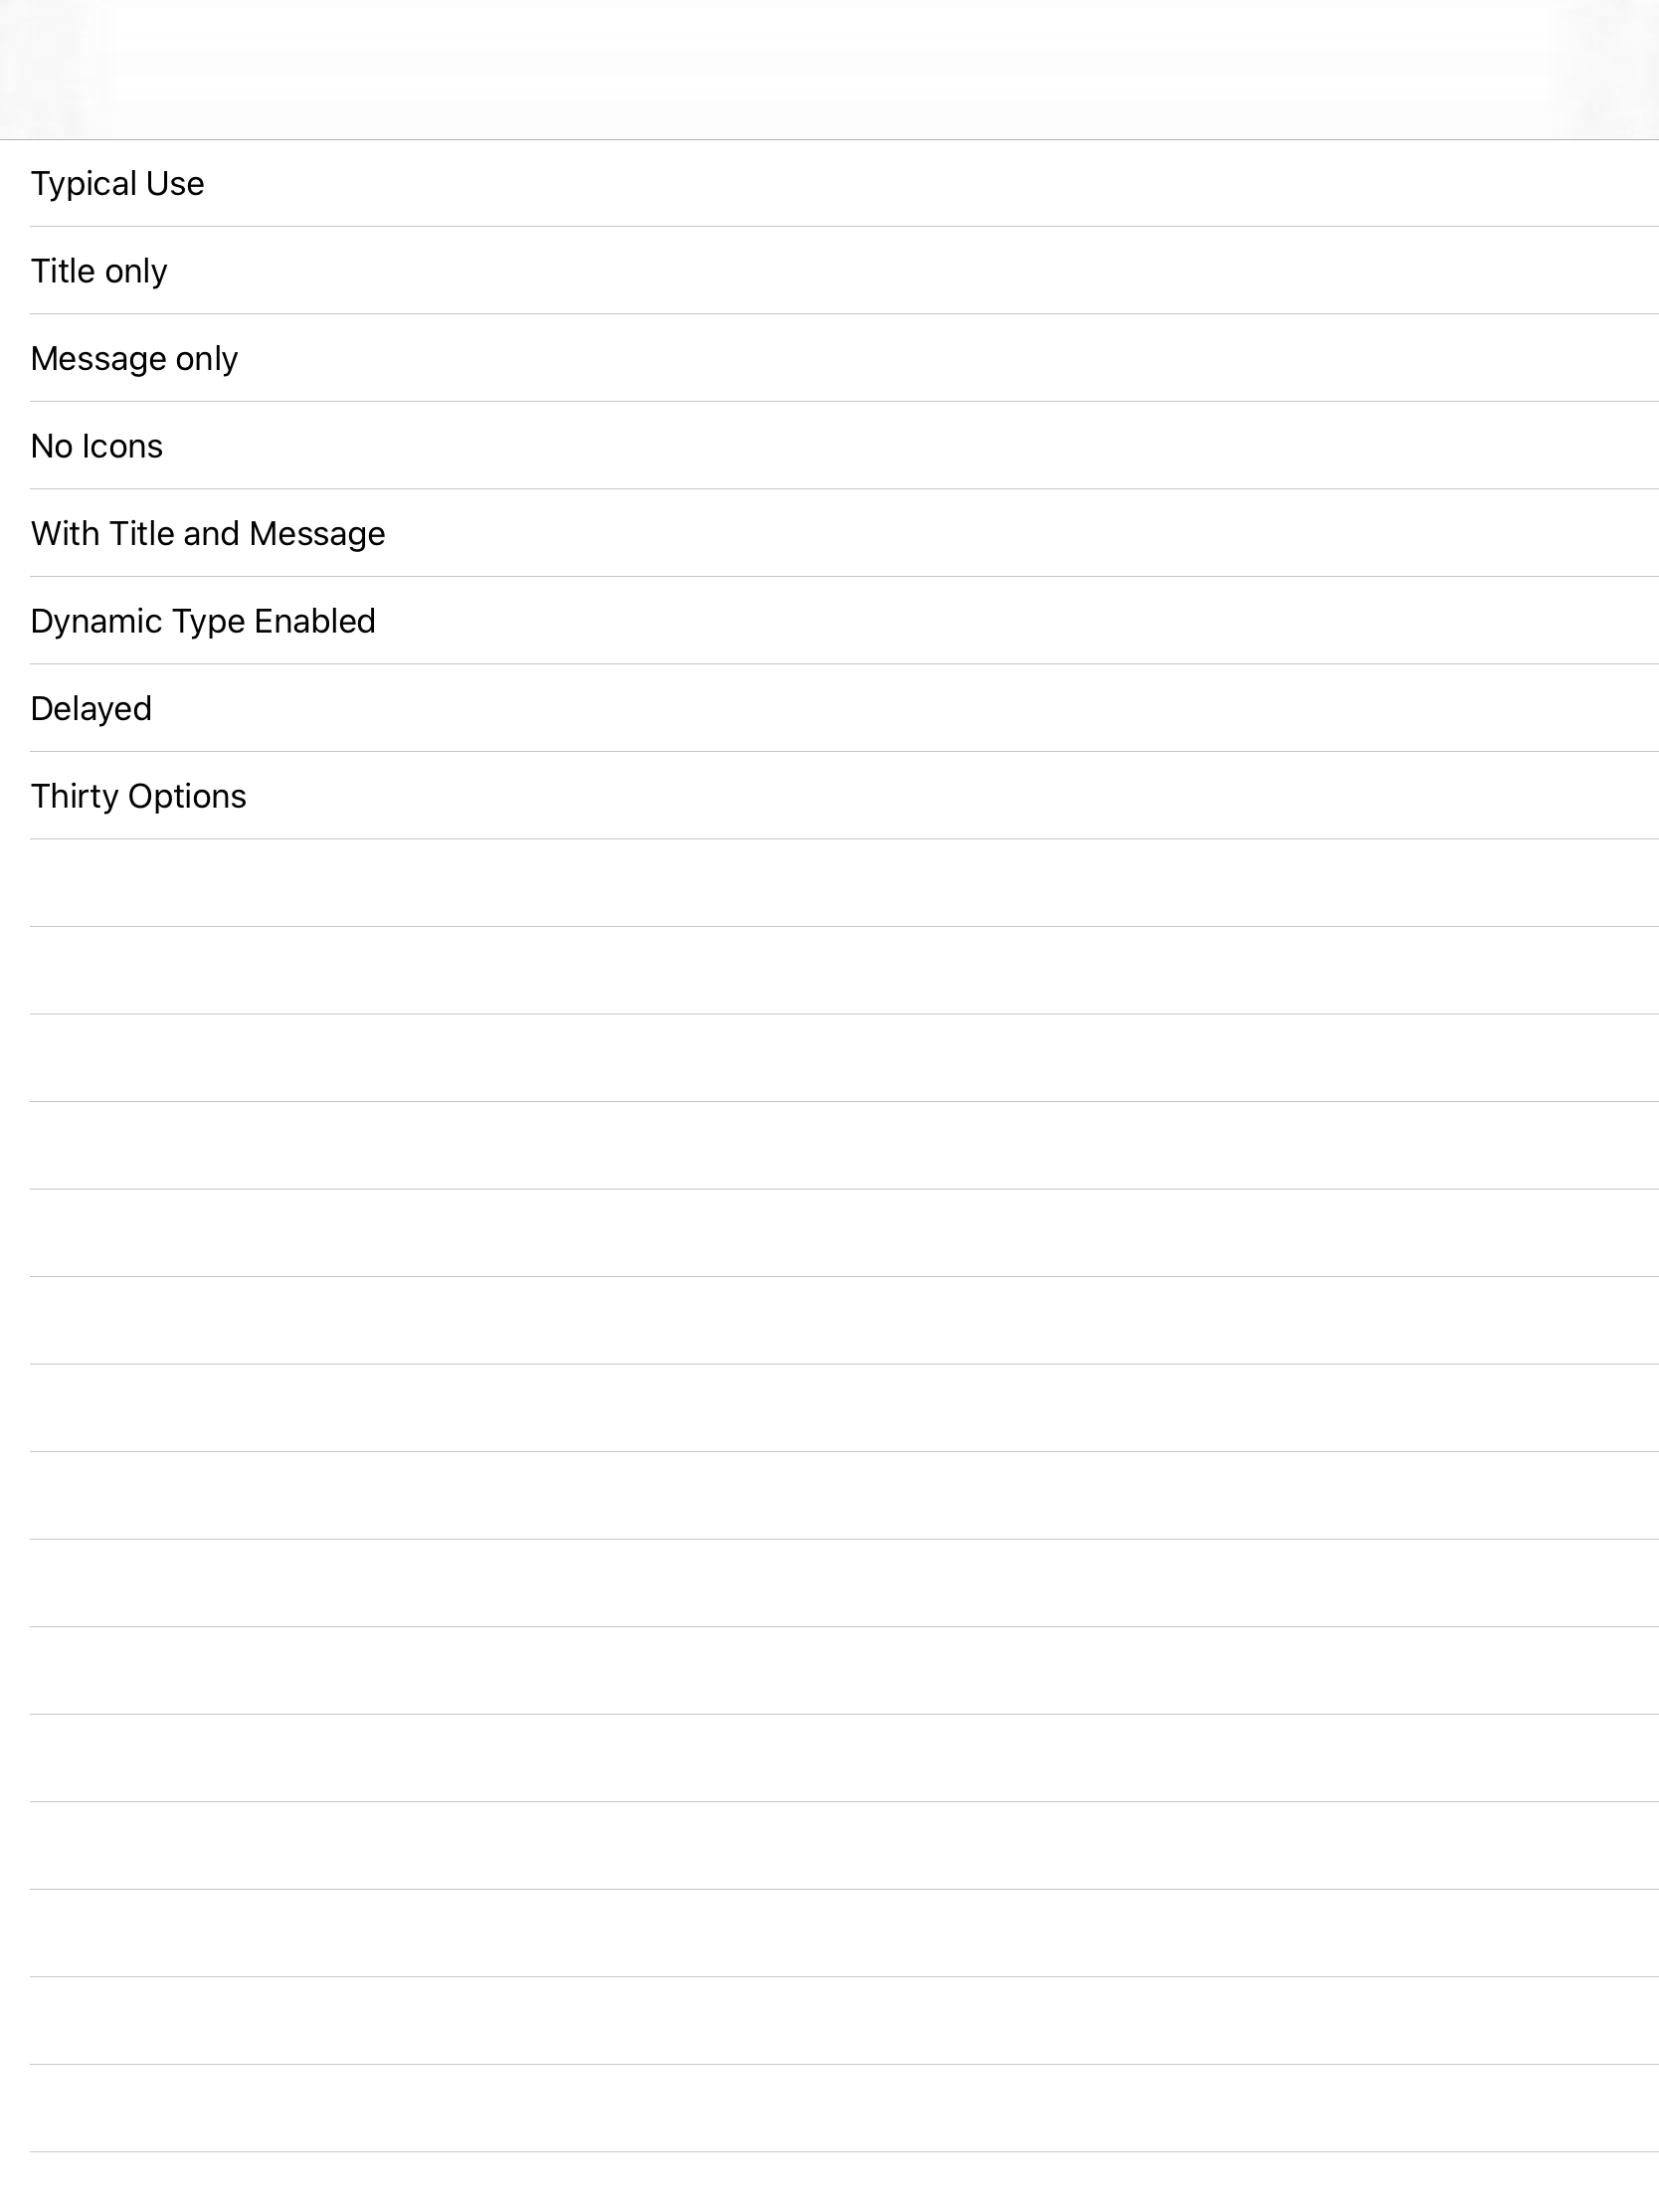 Typical Use
Title only
Message only
No Icons
With Title and Message
Dynamic Type Enabled
Delayed
Thirty Options